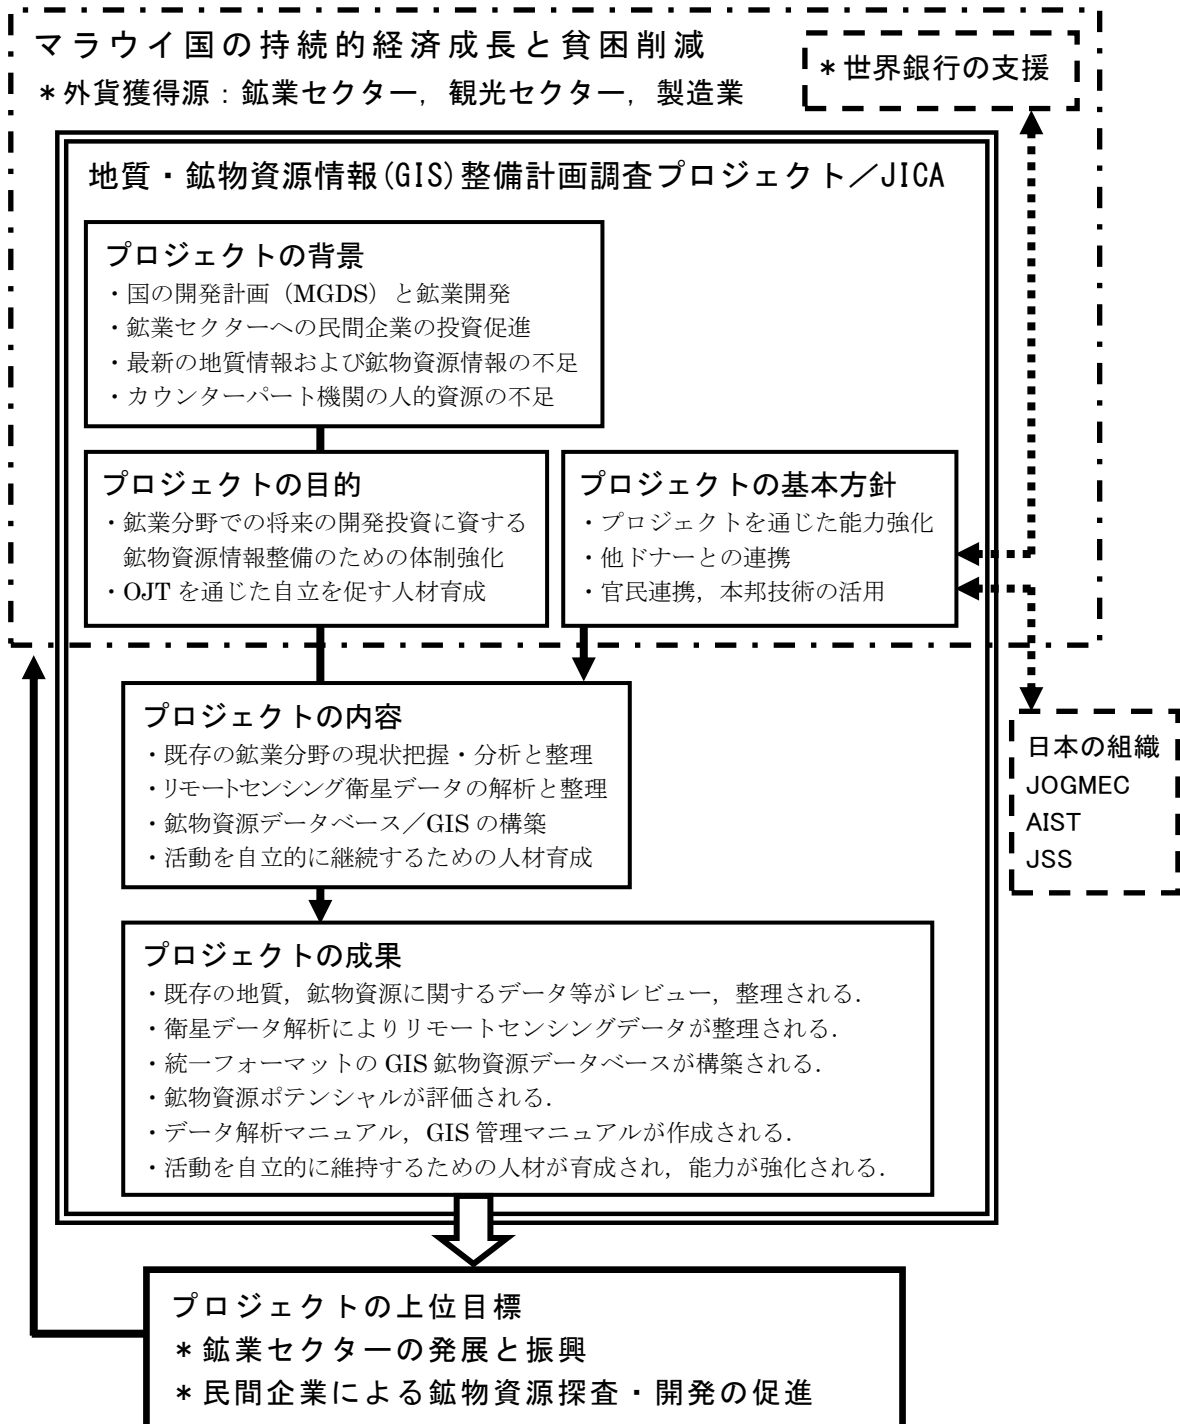 マラウイ国の持続的経済成長と貧困削減
＊外貨獲得源：鉱業セクター，観光セクター，製造業
＊世界銀行の支援
地質・鉱物資源情報(GIS)整備計画調査プロジェクト／JICA
プロジェクトの背景
・国の開発計画（MGDS）と鉱業開発
・鉱業セクターへの民間企業の投資促進
・最新の地質情報および鉱物資源情報の不足
・カウンターパート機関の人的資源の不足
プロジェクトの目的
・鉱業分野での将来の開発投資に資する
鉱物資源情報整備のための体制強化
・OJT を通じた自立を促す人材育成
プロジェクトの基本方針
・プロジェクトを通じた能力強化
・他ドナーとの連携
・官民連携，本邦技術の活用
プロジェクトの内容
・既存の鉱業分野の現状把握・分析と整理
・リモートセンシング衛星データの解析と整理
・鉱物資源データベース／GIS の構築
・活動を自立的に継続するための人材育成
日本の組織
JOGMEC
AIST
JSS
プロジェクトの成果
・既存の地質，鉱物資源に関するデータ等がレビュー，整理される．
・衛星データ解析によりリモートセンシングデータが整理される．
・統一フォーマットの GIS 鉱物資源データベースが構築される．
・鉱物資源ポテンシャルが評価される．
・データ解析マニュアル，GIS 管理マニュアルが作成される．
・活動を自立的に維持するための人材が育成され，能力が強化される．
プロジェクトの上位目標
＊鉱業セクターの発展と振興
＊民間企業による鉱物資源探査・開発の促進